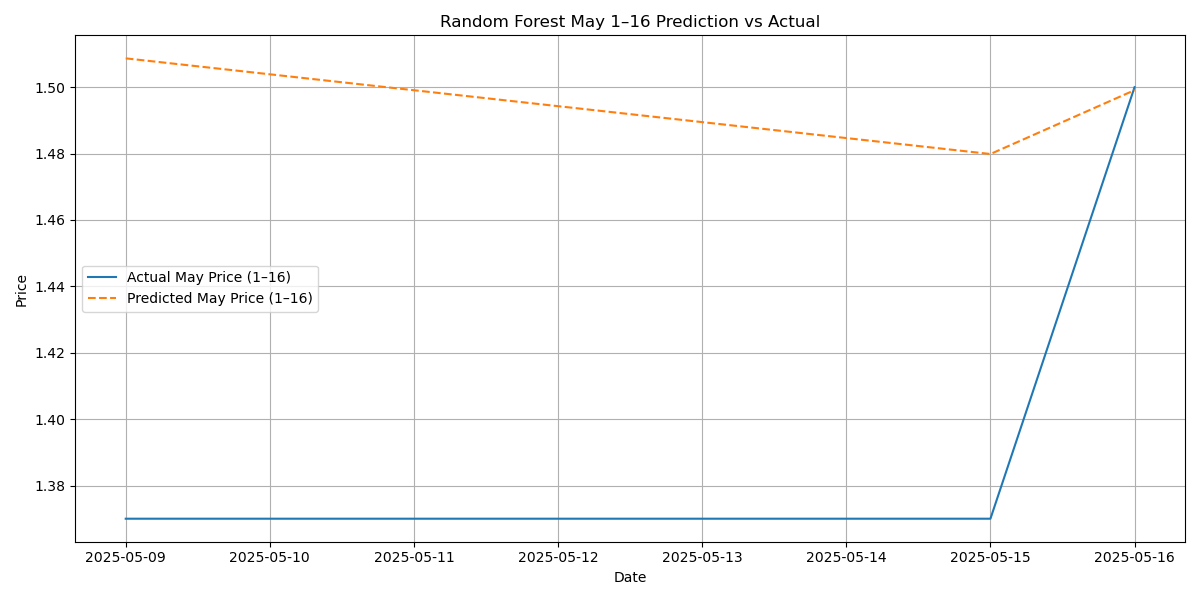 Random Forest May 1–16 Prediction vs Actual
1.50
1.48
1.46
1.44
1.42
1.40
1.38
Price
Actual May Price (1–16)
Predicted May Price (1–16)
2025-05-09 2025-05-10 2025-05-11 2025-05-12 2025-05-13 2025-05-14 2025-05-15 2025-05-16
Date